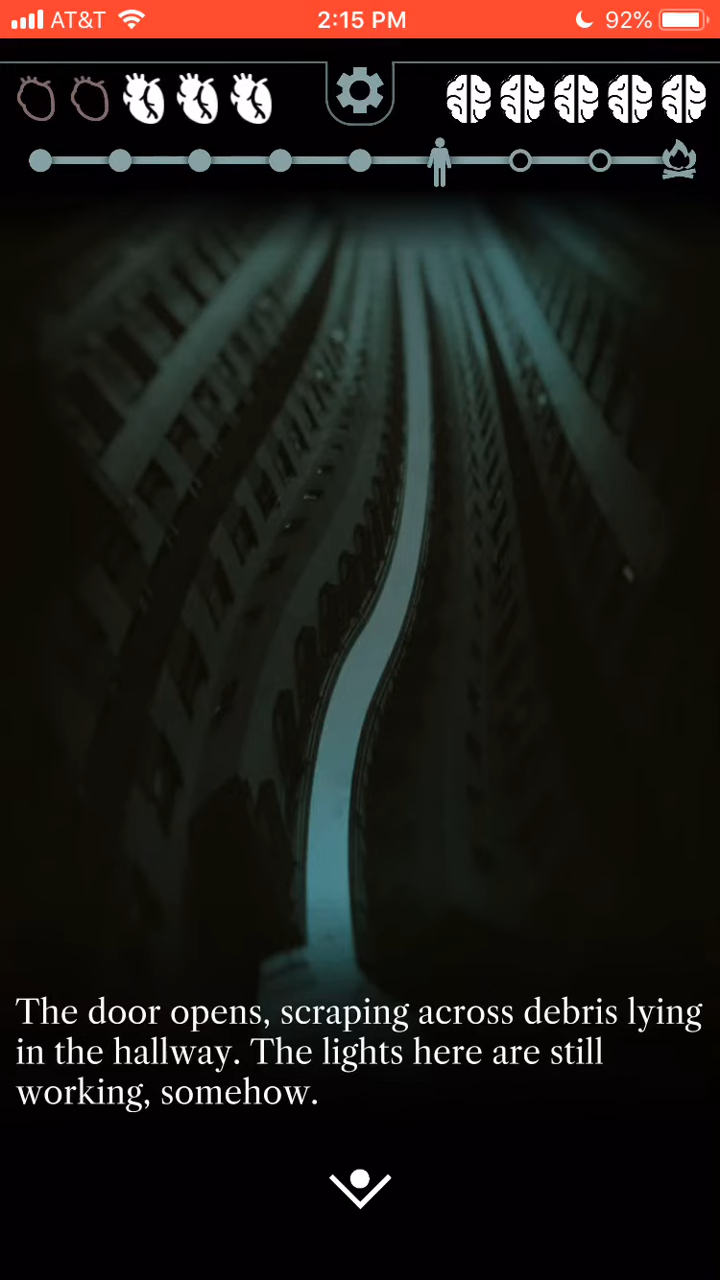 AT&T 2:15 PM 92%
The door opens, scraping across debris lying
in the hallway. The lights here are still
working, somehow.